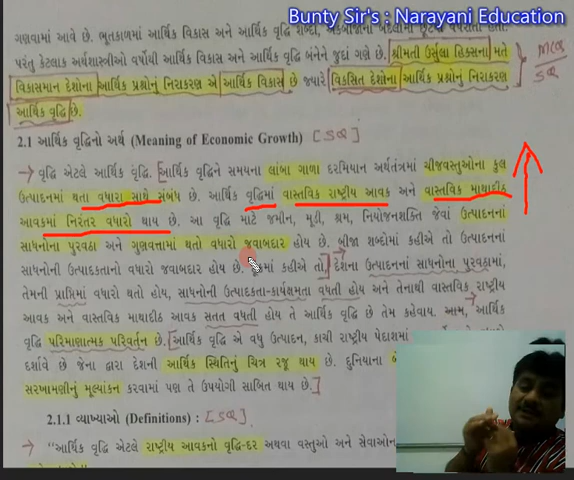 Bunty Sir's : Narayani Education
ગણવામાં આવે છે. ભૂતકાળમાં આર્થિક વિકાસ અને આર્થિક વૃદ્ધિ શબ્દો, એકબીજાના બદલામાં છૂટથી વપરાતા હતા.
પરંતુ કેટલાક અર્થશાસ્ત્રીઓ વર્ષોથી આર્થિક વિકાસ અને આર્થિક વૃદ્ધિ બંનેને જુદાં ગણે છે. શ્રીમતી ઉર્સુલા હિક્સના મતે
વિકાસમાન દેશોના આર્થિક પ્રશ્નોનું નિરાકરણ એ આર્થિક વિકાસ છે જ્યારે વિકસિત દેશોના આર્થિક પ્રશ્નોનું નિરાકરણ
આર્થિક વૃદ્ધિ છે.
MCQ
SQ
2.1 આર્થિક વૃદ્ધિનો અર્થ (Meaning of Economic Growth) [SQ]
વૃદ્ધિ એટલે આર્થિક વૃદ્ધિ. આર્થિક વૃદ્ધિને સમયના લાંબા ગાળા દરમિયાન અર્થતંત્રમાં ચીજવસ્તુઓના કુલ
ઉત્પાદનમાં થતા વધારા સાથે સંબંધ છે. આર્થિક વૃદ્ધિમાં વાસ્તવિક રાષ્ટ્રીય આવક અને વાસ્તવિક માથાદીઠ
આવકમાં નિરંતર વધારો થાય છે. આ વૃદ્ધિ માટે જમીન, મૂડી, શ્રમ, નિયોજનશક્તિ જેવાં ઉત્પાદનનાં
સાધનોના પુરવઠા અને ગુણવત્તામાં થતો વધારો જવાબદાર હોય છે. બીજા શબ્દોમાં કહીએ તો ઉત્પાદનનાં
સાધનોની ઉત્પાદકતાનો વધારો જવાબદાર હોય છે. ટૂંકમાં કહીએ તો દેશના ઉત્પાદનનાં સાધનોના પુરવઠામાં,
તેમની પ્રાપ્તિમાં વધારો થતો હોય, સાધનોની ઉત્પાદકતા-કાર્યક્ષમતા વધતી હોય અને તેનાથી વાસ્તવિક રાષ્ટ્રીય
આવક અને વાસ્તવિક માથાદીઠ આવક સતત વધતી હોય તે આર્થિક વૃદ્ધિ છે તેમ કહેવાય. આમ, આર્થિક
વૃદ્ધિ પરિમાણાત્મક પરિવર્તન છે. આર્થિક વૃદ્ધિ એ વધુ ઉત્પાદન, કાચી રાષ્ટ્રીય પેદાશમાં
દર્શાવે છે જેના દ્વારા દેશની આર્થિક સ્થિતિનું ચિત્ર રજૂ થાય છે. દુનિયાના
સરખામણીનું મૂલ્યાંકન કરવામાં પણ તે ઉપયોગી સાબિત થાય છે.
2.1.1 વ્યાખ્યાઓ (Definitions) : [SQ]
"આર્થિક વૃદ્ધિ એટલે રાષ્ટ્રીય આવકનો વૃદ્ધિ-દર અથવા વસ્તુઓ અને સેવાઓન